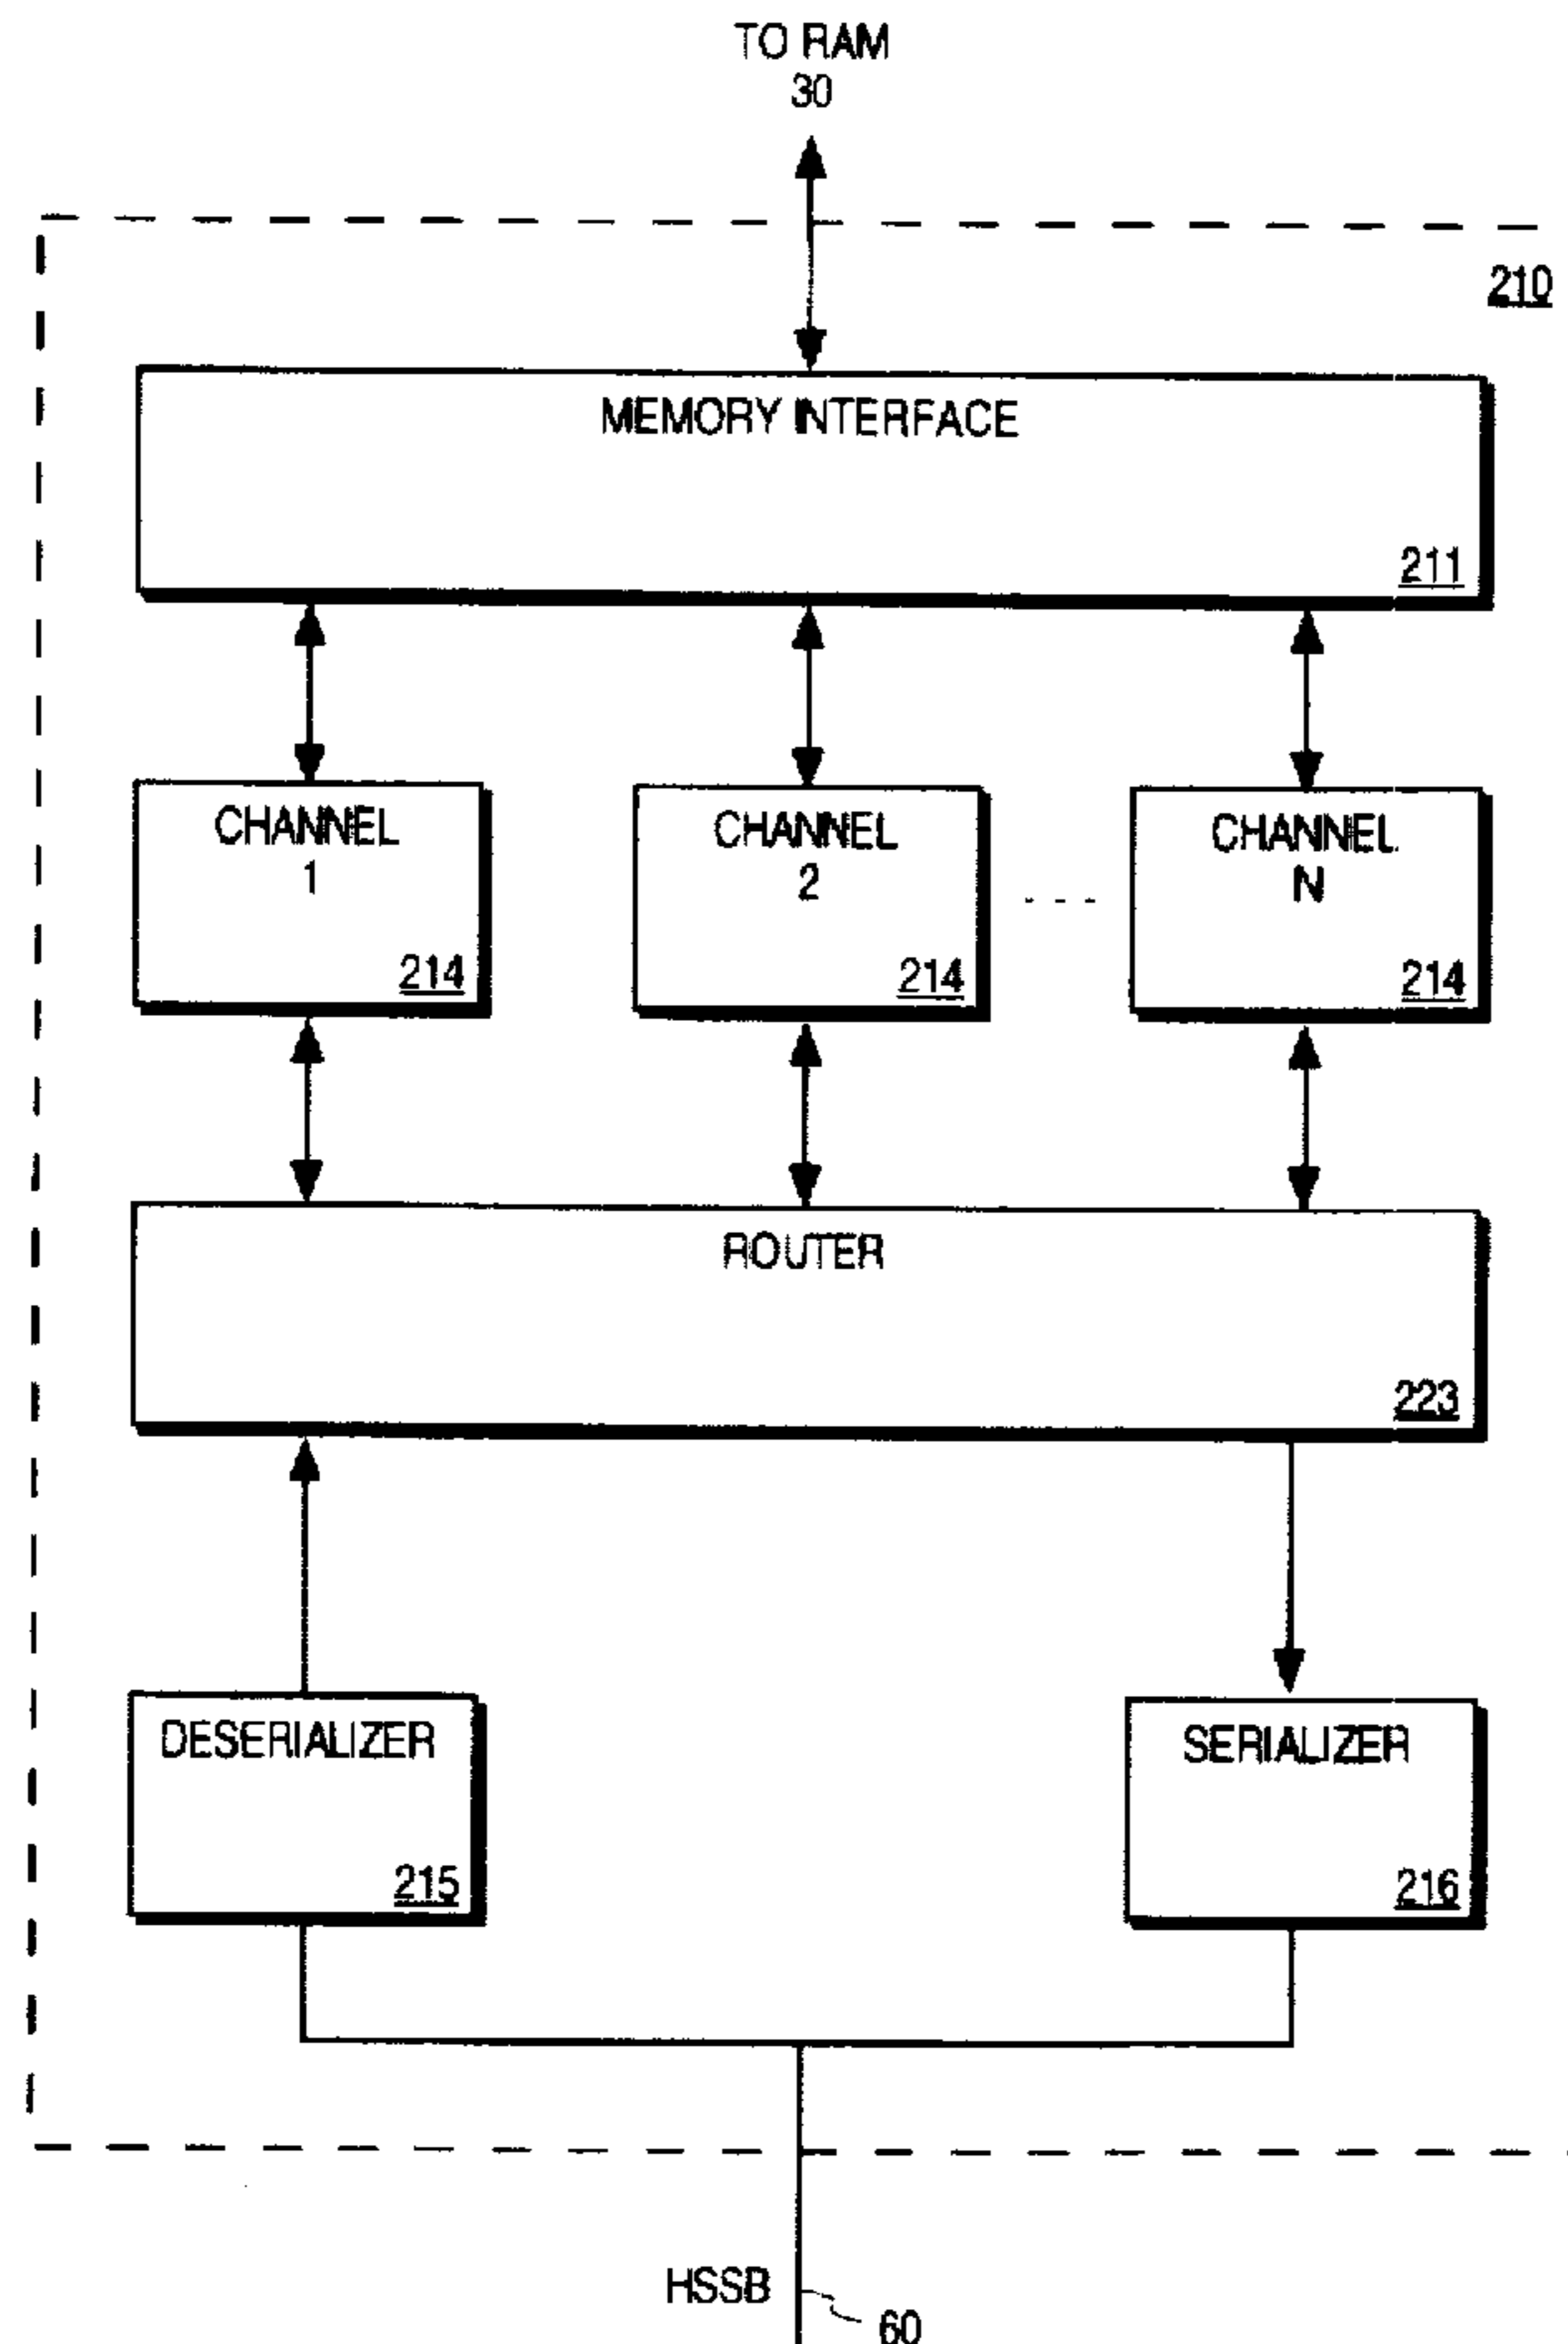 TO RAM
30
210
MEMORY INTERFACE
211
CHANNEL
1
214
CHANNEL
2
214
CHANNEL
N
214
ROUTER
223
DESERIALIZER
215
SERIALIZER
216
HSSB
60